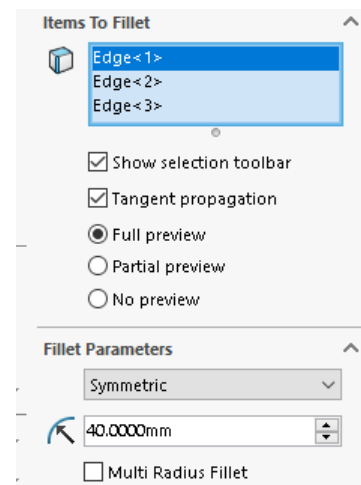 Items To Fillet
Edge<1>
Edge<2>
Edge<3>
Show selection toolbar
Tangent propagation
Full preview
Partial preview
No preview
Fillet Parameters
Symmetric
40.0000mm
Multi Radius Fillet